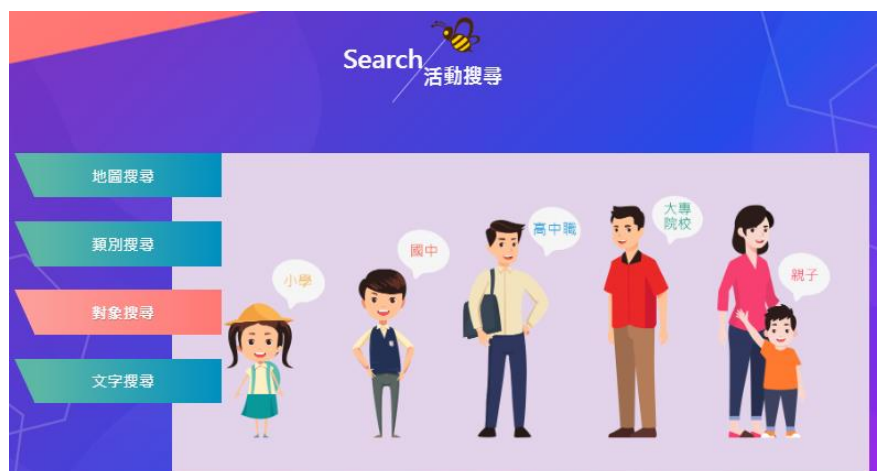 Search
活動搜尋
地圖搜尋
類別搜尋
對象搜尋
文字搜尋
小學
國中
高中職
大專
院校
親子